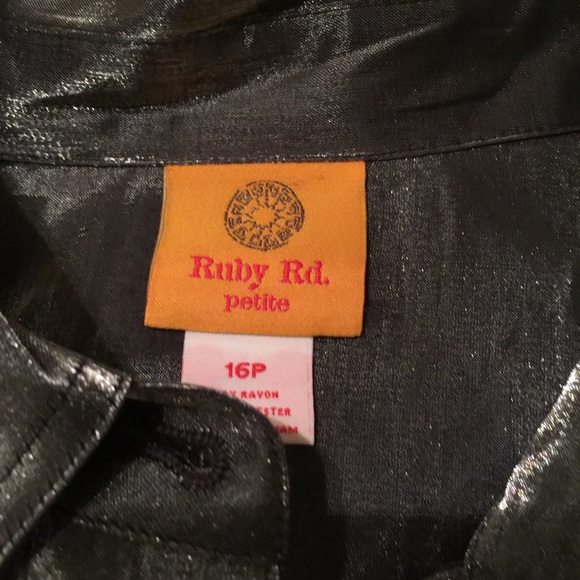 Ruby Rd.
petite
16P
RAYON